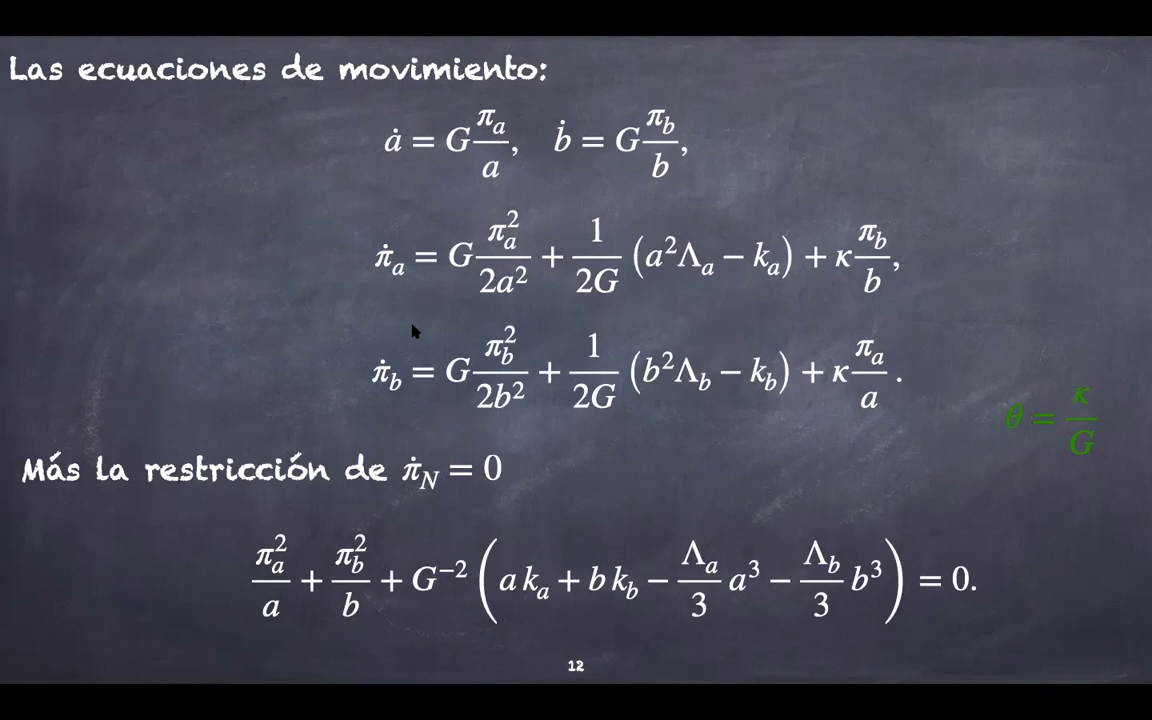 Las ecuaciones de movimiento:
ȧ = G π_a/a, ḃ = G π_b/b,
π̇_a = G π_a²/2a² + 1/2G (a²Λ_a − k_a) + κ π_b/b,
π̇_b = G π_b²/2b² + 1/2G (b²Λ_b − k_b) + κ π_a/a .
θ = κ/G
Más la restricción de π̇_N = 0
π_a²/a + π_b²/b + G⁻² (a k_a + b k_b − Λ_a/3 a³ − Λ_b/3 b³) = 0.
12